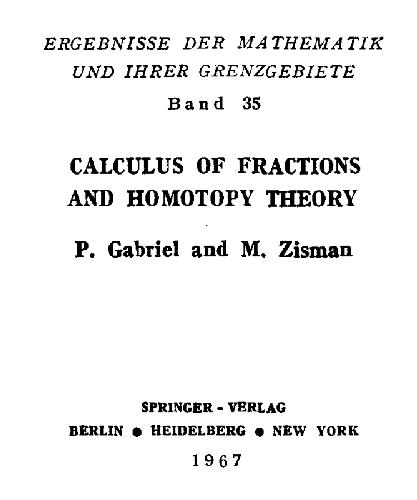 ERGEBNISSE DER MATHEMATIK
UND IHRER GRENZGEBIETE
Band 35
CALCULUS OF FRACTIONS
AND HOMOTOPY THEORY
P. Gabriel and M. Zisman
SPRINGER - VERLAG
BERLIN ● HEIDELBERG ● NEW YORK
1967